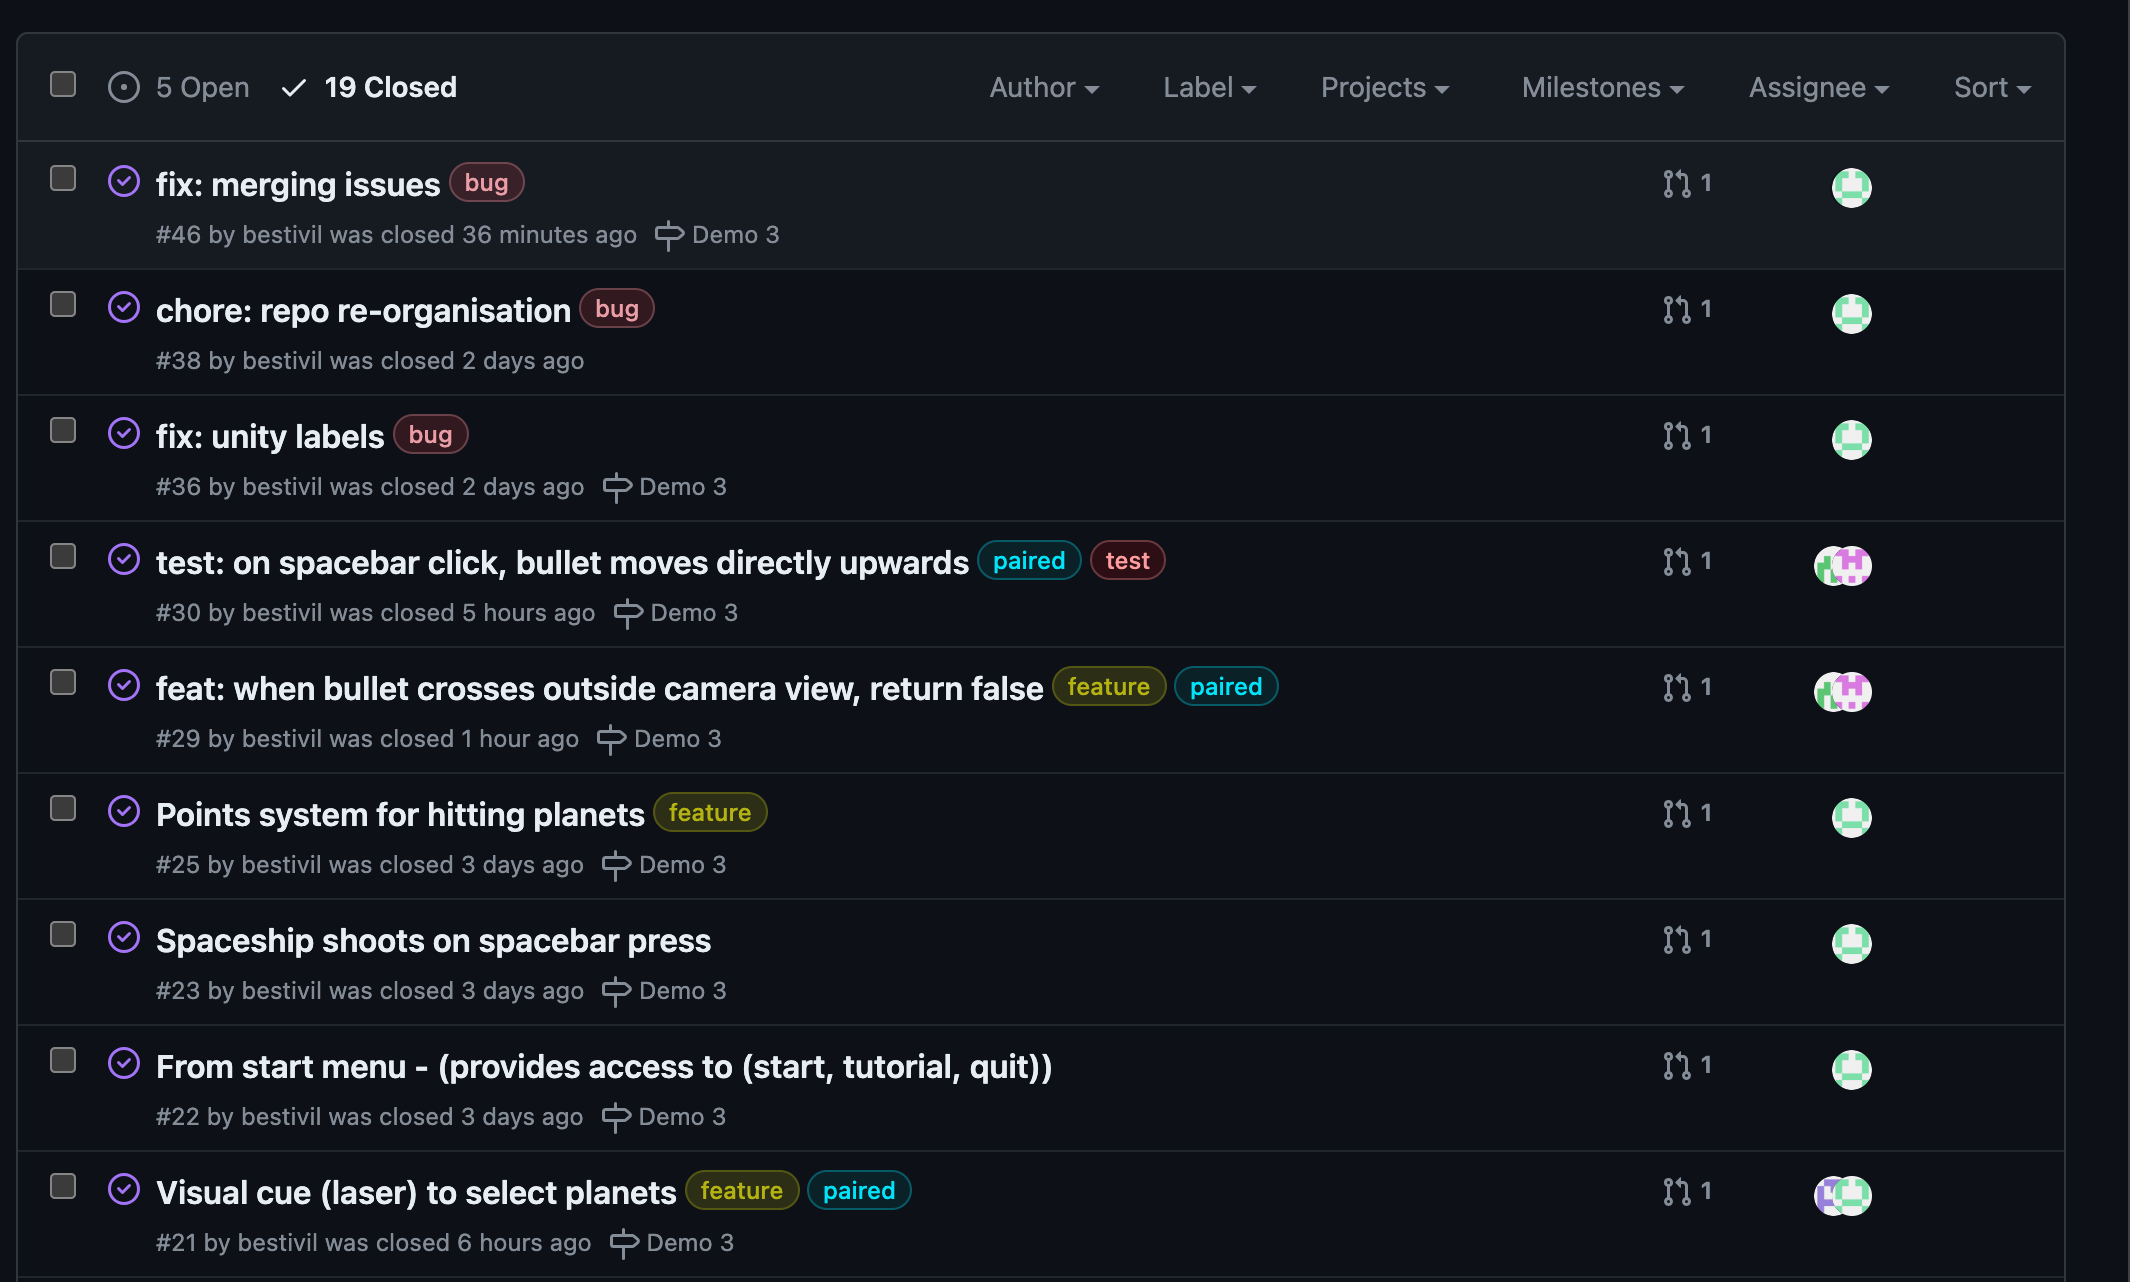 5 Open 19 Closed Author Label Projects Milestones Assignee Sort
fix: merging issues bug 1
#46 by bestivil was closed 36 minutes ago Demo 3
chore: repo re-organisation bug 1
#38 by bestivil was closed 2 days ago
fix: unity labels bug 1
#36 by bestivil was closed 2 days ago Demo 3
test: on spacebar click, bullet moves directly upwards paired test 1
#30 by bestivil was closed 5 hours ago Demo 3
feat: when bullet crosses outside camera view, return false feature paired 1
#29 by bestivil was closed 1 hour ago Demo 3
Points system for hitting planets feature 1
#25 by bestivil was closed 3 days ago Demo 3
Spaceship shoots on spacebar press 1
#23 by bestivil was closed 3 days ago Demo 3
From start menu - (provides access to (start, tutorial, quit)) 1
#22 by bestivil was closed 3 days ago Demo 3
Visual cue (laser) to select planets feature paired 1
#21 by bestivil was closed 6 hours ago Demo 3